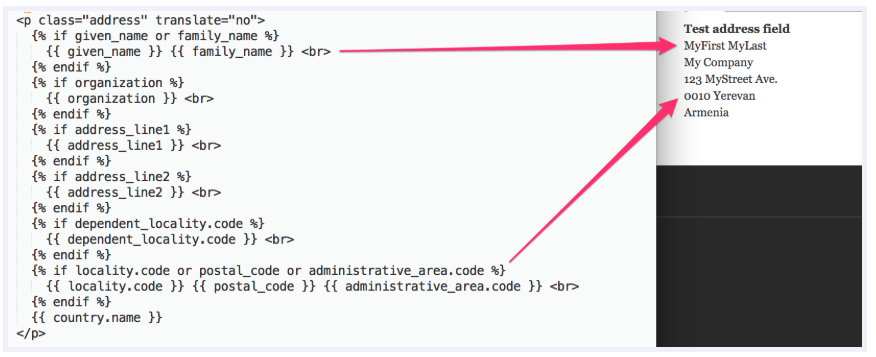 <p class="address" translate="no">
{% if given_name or family_name %}
{{ given_name }} {{ family_name }} <br>
{% endif %}
{% if organization %}
{{ organization }} <br>
{% endif %}
{% if address_line1 %}
{{ address_line1 }} <br>
{% endif %}
{% if address_line2 %}
{{ address_line2 }} <br>
{% endif %}
{% if dependent_locality.code %}
{{ dependent_locality.code }} <br>
{% endif %}
{% if locality.code or postal_code or administrative_area.code %}
{{ locality.code }} {{ postal_code }} {{ administrative_area.code }} <br>
{% endif %}
{{ country.name }}
</p>
Test address field
MyFirst MyLast
My Company
123 MyStreet Ave.
0010 Yerevan
Armenia